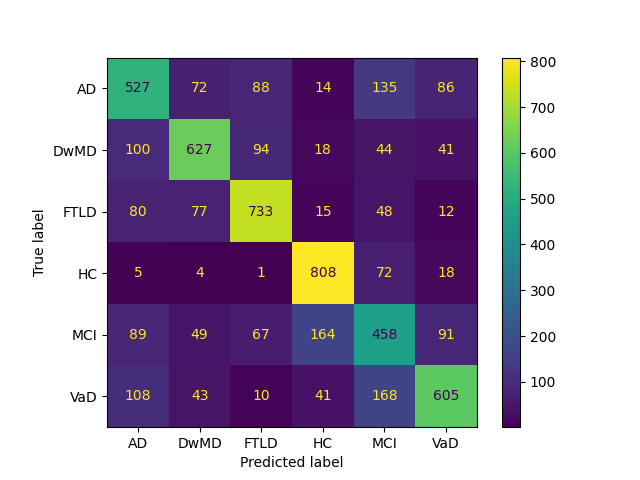 AD 527 72 88 14 135 86
DwMD 100 627 94 18 44 41
FTLD 80 77 733 15 48 12
HC 5 4 1 808 72 18
MCI 89 49 67 164 458 91
VaD 108 43 10 41 168 605
AD DwMD FTLD HC MCI VaD
Predicted label
True label
800
700
600
500
400
300
200
100